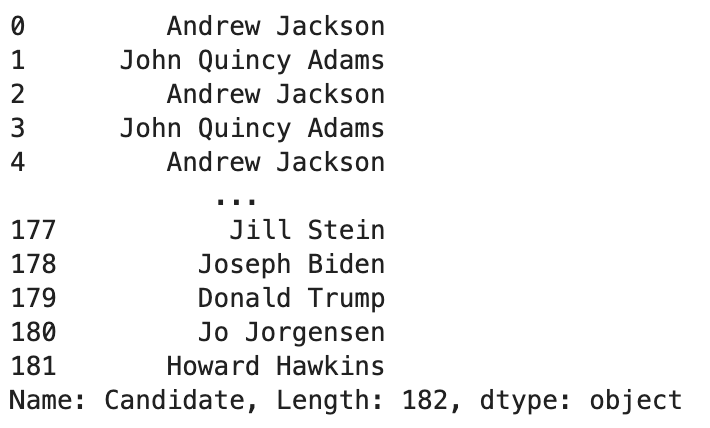 0         Andrew Jackson
1      John Quincy Adams
2         Andrew Jackson
3      John Quincy Adams
4         Andrew Jackson
             ...
177           Jill Stein
178         Joseph Biden
179         Donald Trump
180         Jo Jorgensen
181       Howard Hawkins
Name: Candidate, Length: 182, dtype: object